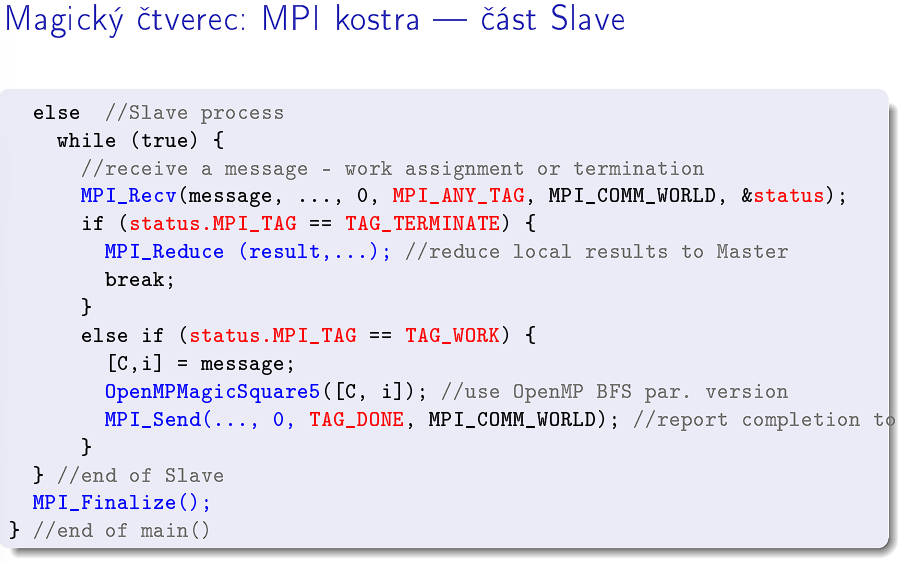 Magický čtverec: MPI kostra — část Slave
else  //Slave process
while (true) {
//receive a message - work assignment or termination
MPI_Recv(message, ..., 0, MPI_ANY_TAG, MPI_COMM_WORLD, &status);
if (status.MPI_TAG == TAG_TERMINATE) {
MPI_Reduce (result,...); //reduce local results to Master
break;
}
else if (status.MPI_TAG == TAG_WORK) {
[C,i] = message;
OpenMPMagicSquare5([C, i]); //use OpenMP BFS par. version
MPI_Send(..., 0, TAG_DONE, MPI_COMM_WORLD); //report completion to
}
} //end of Slave
MPI_Finalize();
} //end of main()